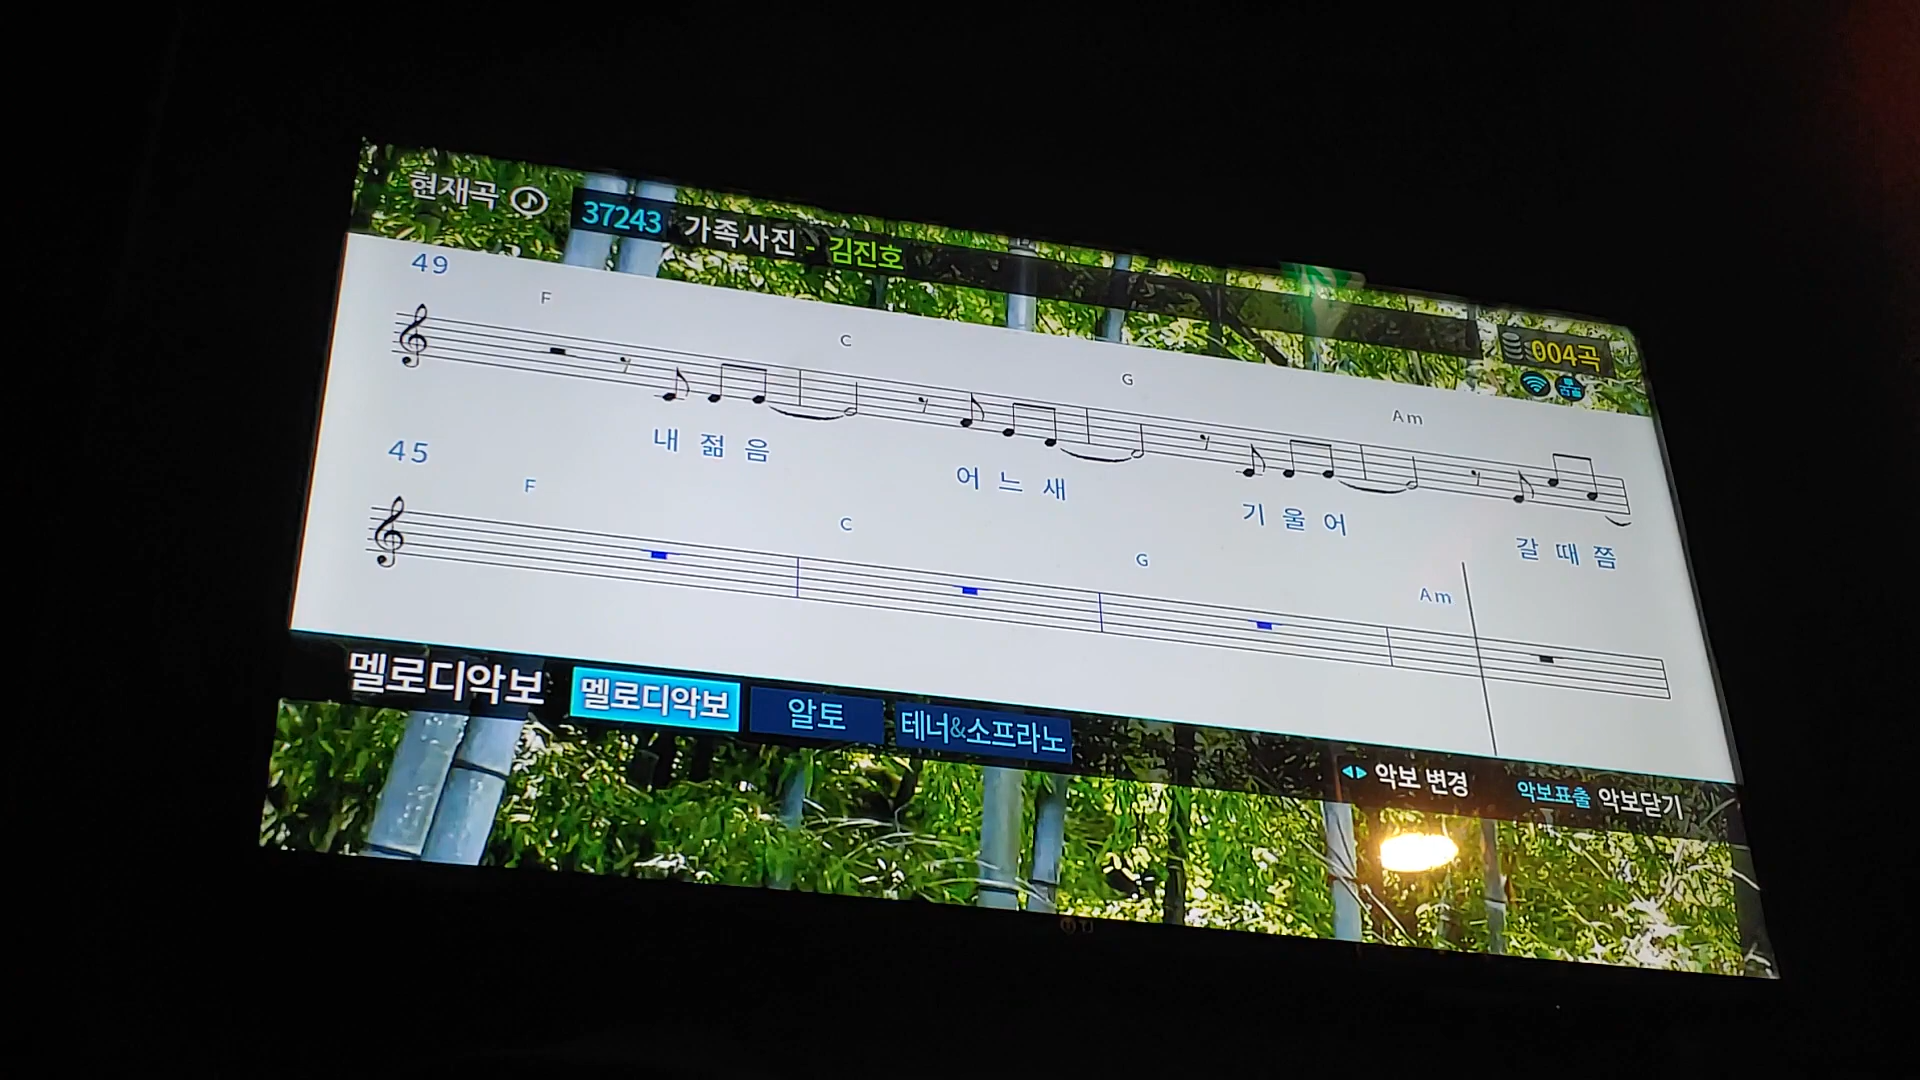 현재곡 37243 가족사진 - 김진호
004곡
49
F C G Am
내 젊 음 어 느 새 기 울 어 갈 때 쯤
45
F C G Am
멜로디악보 멜로디악보 알토 테너&소프라노
악보 변경 악보표출 악보닫기
TJ